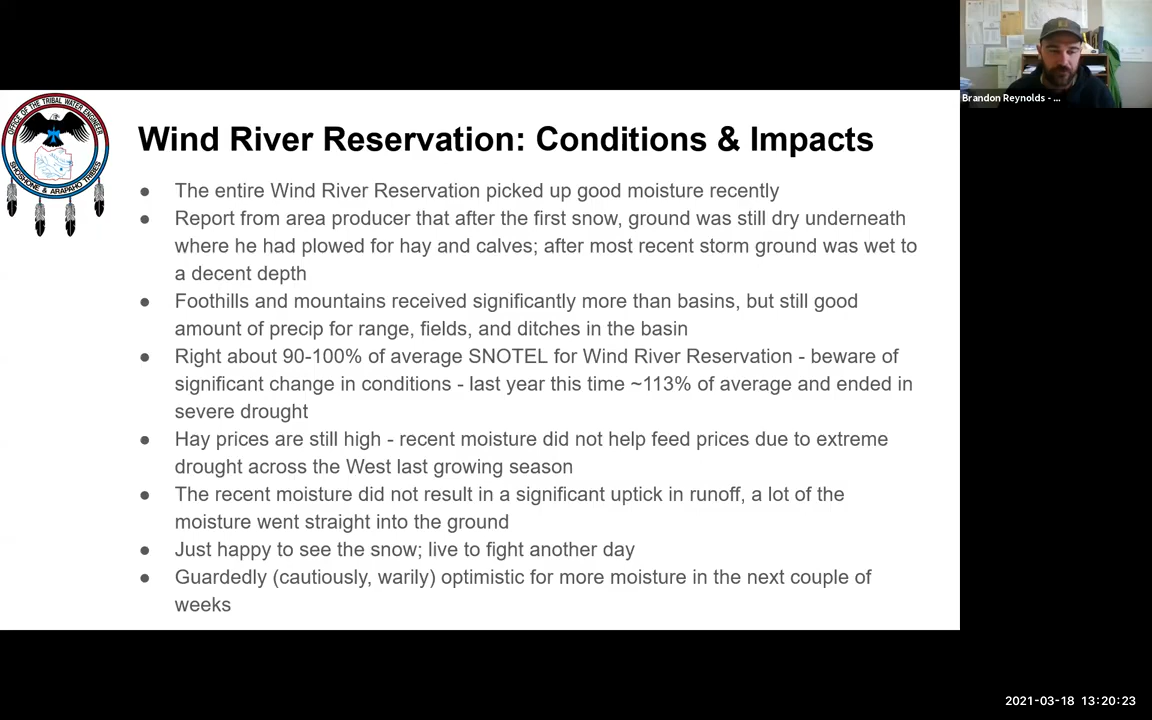 OFFICE OF THE TRIBAL WATER ENGINEER
SHOSHONE & ARAPAHO TRIBES
Wind River Reservation: Conditions & Impacts
● The entire Wind River Reservation picked up good moisture recently
● Report from area producer that after the first snow, ground was still dry underneath
where he had plowed for hay and calves; after most recent storm ground was wet to
a decent depth
● Foothills and mountains received significantly more than basins, but still good
amount of precip for range, fields, and ditches in the basin
● Right about 90-100% of average SNOTEL for Wind River Reservation - beware of
significant change in conditions - last year this time ~113% of average and ended in
severe drought
● Hay prices are still high - recent moisture did not help feed prices due to extreme
drought across the West last growing season
● The recent moisture did not result in a significant uptick in runoff, a lot of the
moisture went straight into the ground
● Just happy to see the snow; live to fight another day
● Guardedly (cautiously, warily) optimistic for more moisture in the next couple of
weeks
Brandon Reynolds - ...
2021-03-18 13:20:23